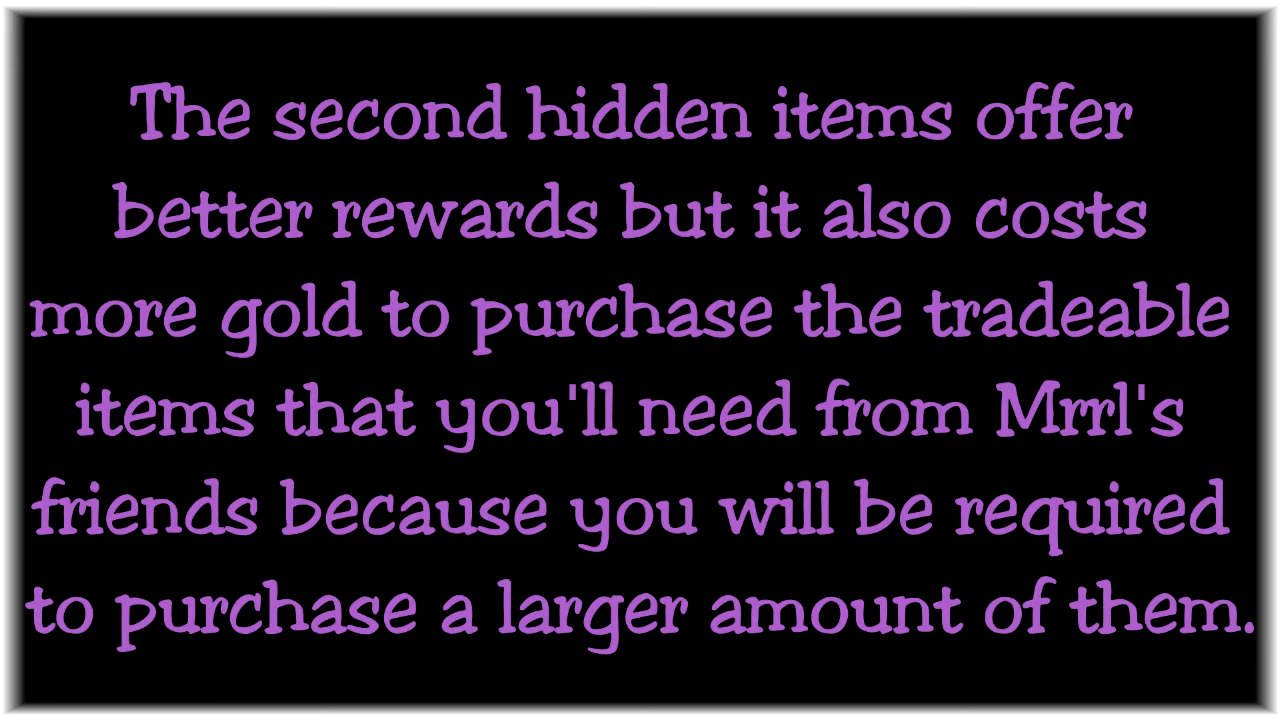 The second hidden items offer
better rewards but it also costs
more gold to purchase the tradeable
items that you'll need from Mrrl's
friends because you will be required
to purchase a larger amount of them.